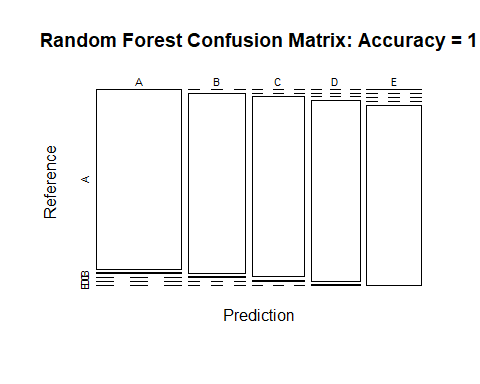 Random Forest Confusion Matrix: Accuracy = 1
A B C D E
A
Reference
Prediction